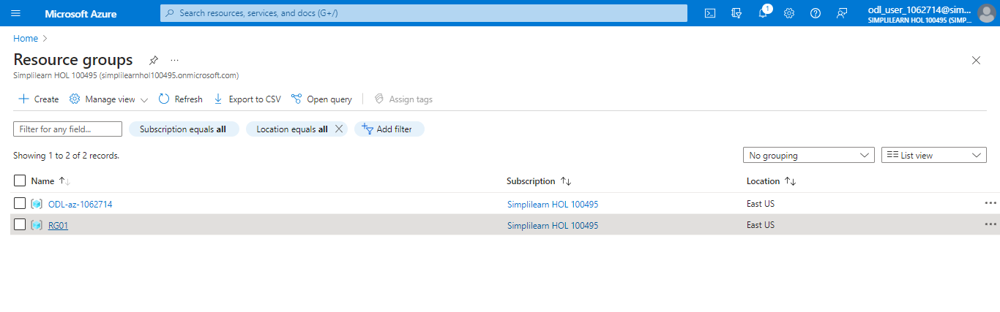 Microsoft Azure
Search resources, services, and docs (G+/)
1
odl_user_1062714@sim...
SIMPLILEARN HOL 100495 (SIMP...
Home >
Resource groups ...
Simplilearn HOL 100495 (simplilearnhol100495.onmicrosoft.com)
Create Manage view Refresh Export to CSV Open query Assign tags
Filter for any field... Subscription equals all Location equals all Add filter
Showing 1 to 2 of 2 records. No grouping List view
Name Subscription Location
ODL-az-1062714 Simplilearn HOL 100495 East US ...
RG01 Simplilearn HOL 100495 East US ...